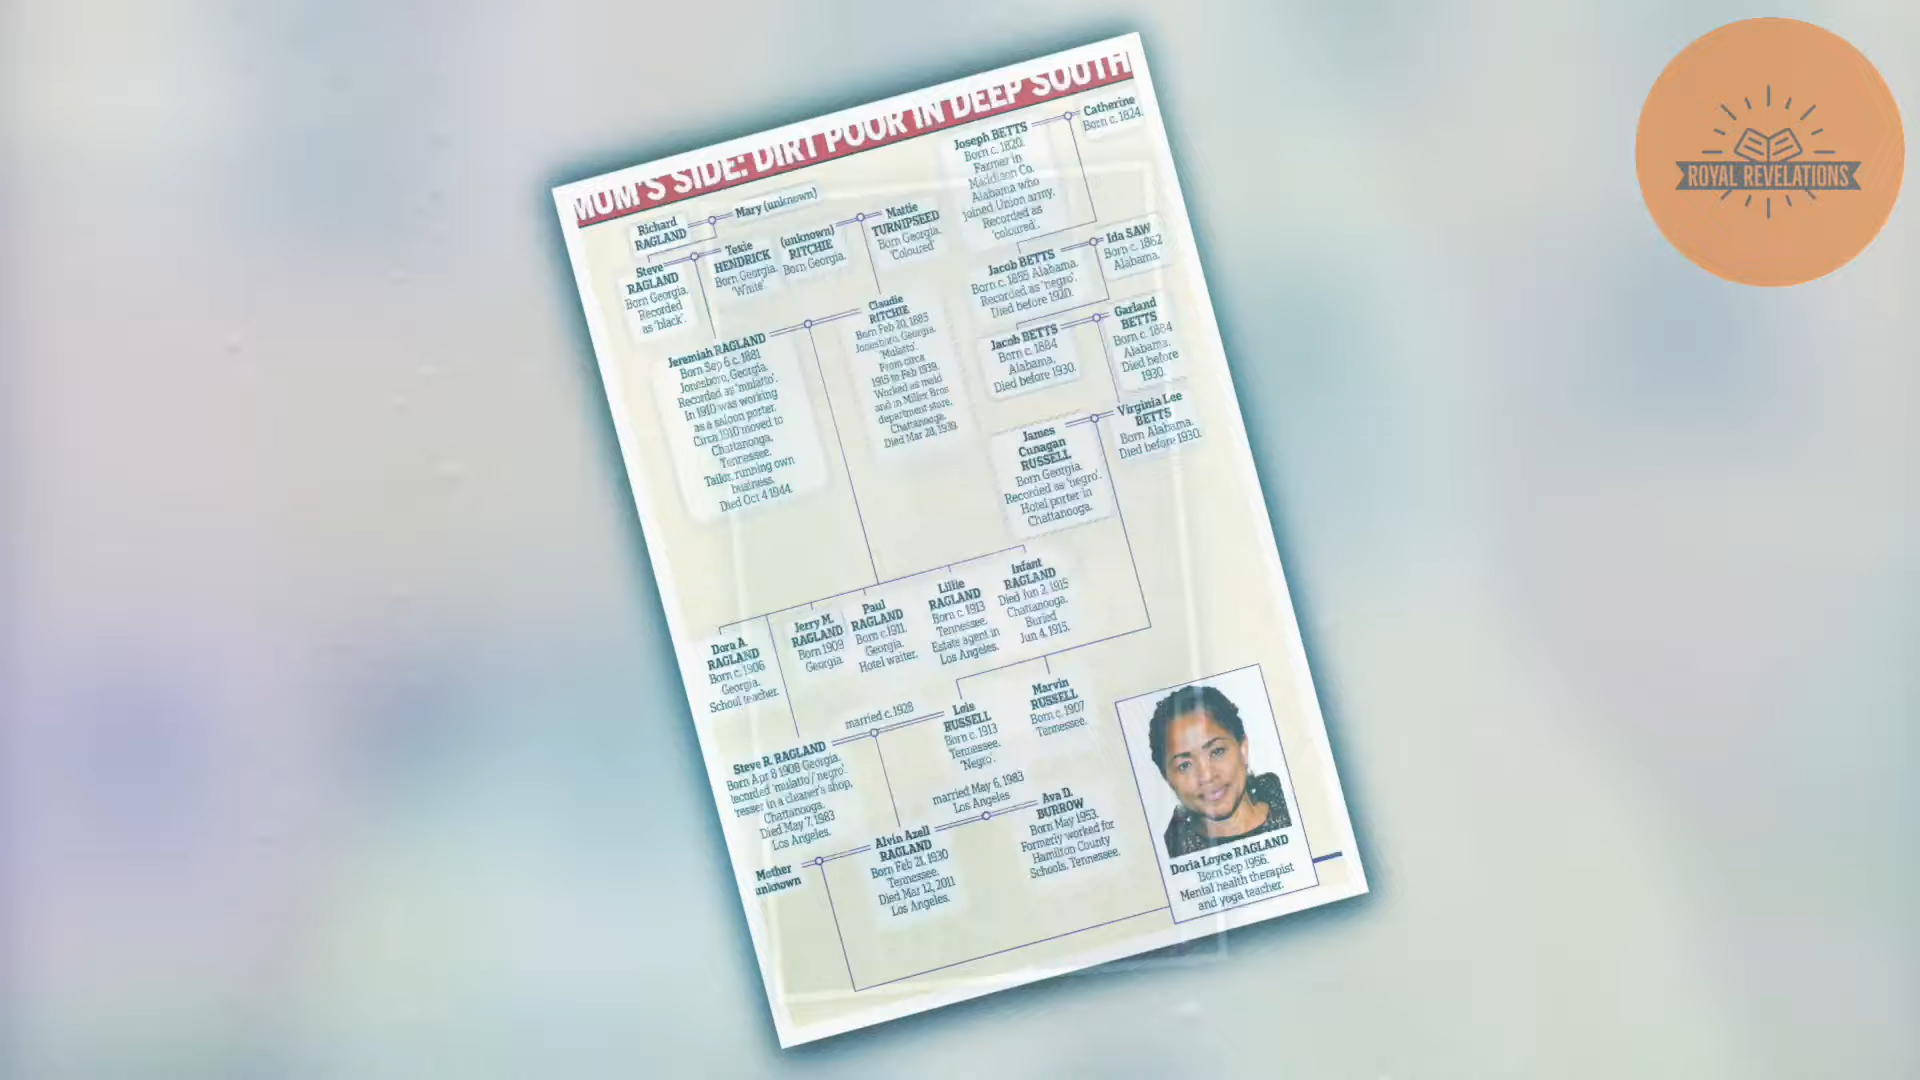 MUM'S SIDE: DIRT POOR IN DEEP SOUTH
ROYAL REVELATIONS
Richard
RAGLAND
Mary (unknown)
Steve
RAGLAND
Born Georgia.
Recorded
as 'black'.
Texie
HENDRICK
Born Georgia.
'White'.
(unknown)
RITCHIE
Born Georgia.
Mattie
TURNIPSEED
Born Georgia.
'Coloured'
Joseph BETTS
Born c. 1820.
Farmer in
Maddison Co.
Alabama who
joined Union army.
Recorded as
'coloured'.
Catherine
Born c. 1824.
Jacob BETTS
Born c. 1855 Alabama.
Recorded as 'negro'.
Died before 1920.
Ida SAW
Born c. 1862
Alabama.
Jeremiah RAGLAND
Born Sep 6 c. 1881
Jonesboro, Georgia.
Recorded as 'mulatto'.
In 1910 was working
as a saloon porter.
Circa 1910 moved to
Chattanooga,
Tennessee.
Tailor, running own
business.
Died Oct 4 1944.
Claudie
RITCHIE
Born Feb 20, 1885
Jonesboro, Georgia.
'Mulatto'.
From circa
1915 to Feb 1939.
Worked as maid
and in Miller Bros
department store,
Chattanooga.
Died Mar 28, 1939.
Jacob BETTS
Born c. 1884
Alabama.
Died before 1930.
Garland
BETTS
Born c. 1884
Alabama.
Died before
1930.
James
Cunagan
RUSSELL
Born Georgia.
Recorded as 'negro'.
Hotel porter in
Chattanooga.
Virginia Lee
BETTS
Born Alabama.
Died before 1930.
Dora A.
RAGLAND
Born c. 1906
Georgia.
School teacher.
Jerry M.
RAGLAND
Born 1909
Georgia
Paul
RAGLAND
Born c.1911.
Georgia.
Hotel waiter.
Lillie
RAGLAND
Born c. 1913
Tennessee.
Estate agent in
Los Angeles.
Infant
RAGLAND
Died Jun 2, 1915
Chattanooga.
Buried
Jun 4, 1915.
Steve R. RAGLAND
Born Apr 8 1908 Georgia.
recorded 'mulatto'/'negro'.
resser in a cleaner's shop,
Chattanooga.
Died May 7, 1983
Los Angeles.
married c.1928
Lois
RUSSELL
Born c. 1913
Tennessee.
'Negro'.
Marvin
RUSSELL
Born c. 1907
Tennessee.
Mother
unknown
Alvin Azell
RAGLAND
Born Feb 21, 1930
Tennessee.
Died Mar 12, 2011
Los Angeles.
married May 6, 1983
Los Angeles
Ava D.
BURROW
Born May 1953.
Formerly worked for
Hamilton County
Schools, Tennessee.
Doria Loyce RAGLAND
Born Sep 1956.
Mental health therapist
and yoga teacher.